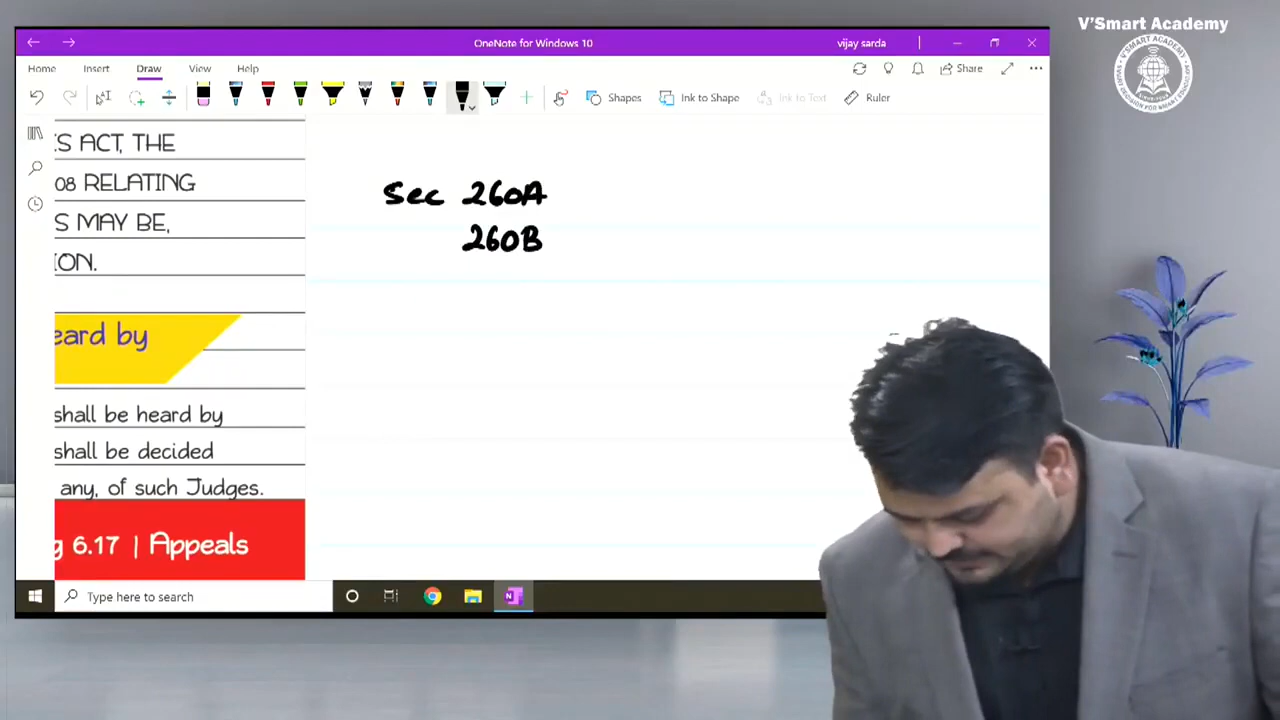 V'Smart Academy
OneNote for Windows 10
vijay sarda
Home
Insert
Draw
View
Help
Share
Shapes
Ink to Shape
Ink to Text
Ruler
S ACT, THE
08 RELATING
S MAY BE,
ION.
eard by
shall be heard by
shall be decided
any, of such Judges.
g 6.17 | Appeals
Sec 260A
260B
Type here to search